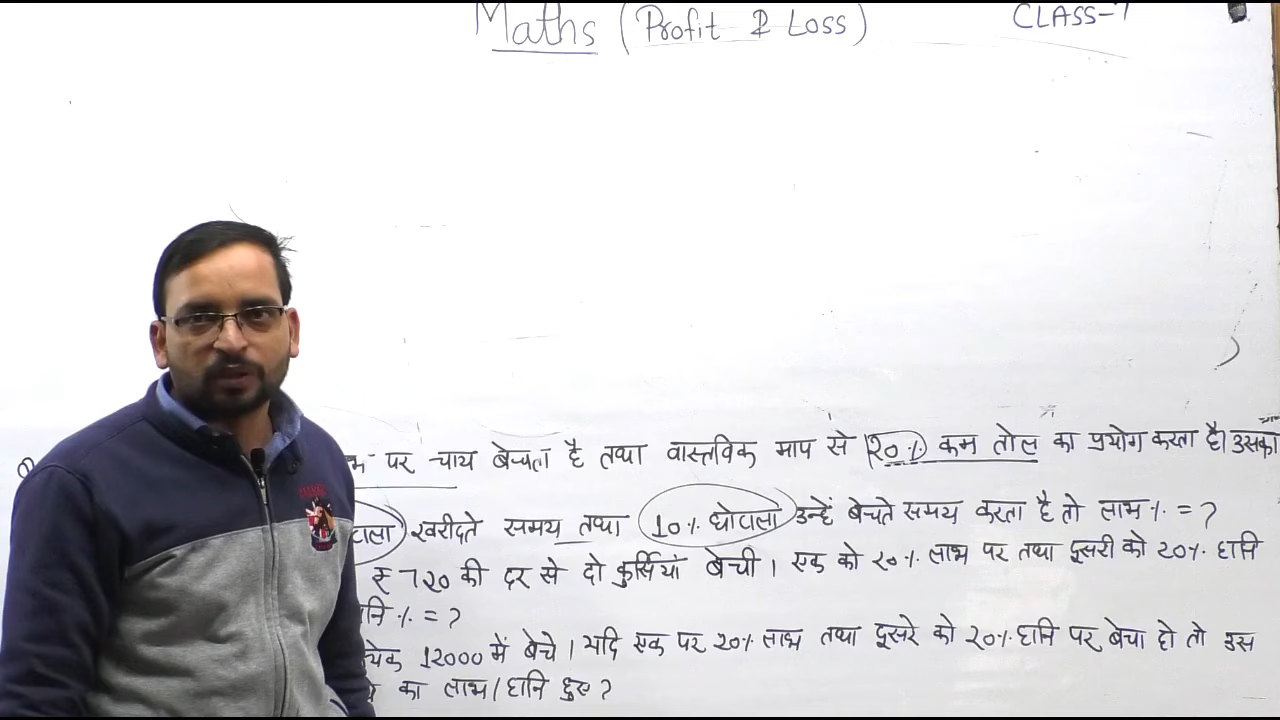 Maths (Profit & Loss)
CLASS-7
पर चाय बेचता है तथा वास्तविक माप से 20% कम तोल का प्रयोग करता है। उसका
खरीदते समय तथा 10% घोटाला उन्हें बेचते समय करता है तो लाभ% = ?
₹ 720 की दर से दो कुर्सियां बेची। एक को 20% लाभ पर तथा दूसरी को 20% हानि
% = ?
12000 में बेचे। यदि एक पर 20% लाभ तथा दूसरे को 20% हानि पर बेचा हो तो उस
का लाभ/हानि हुए ?